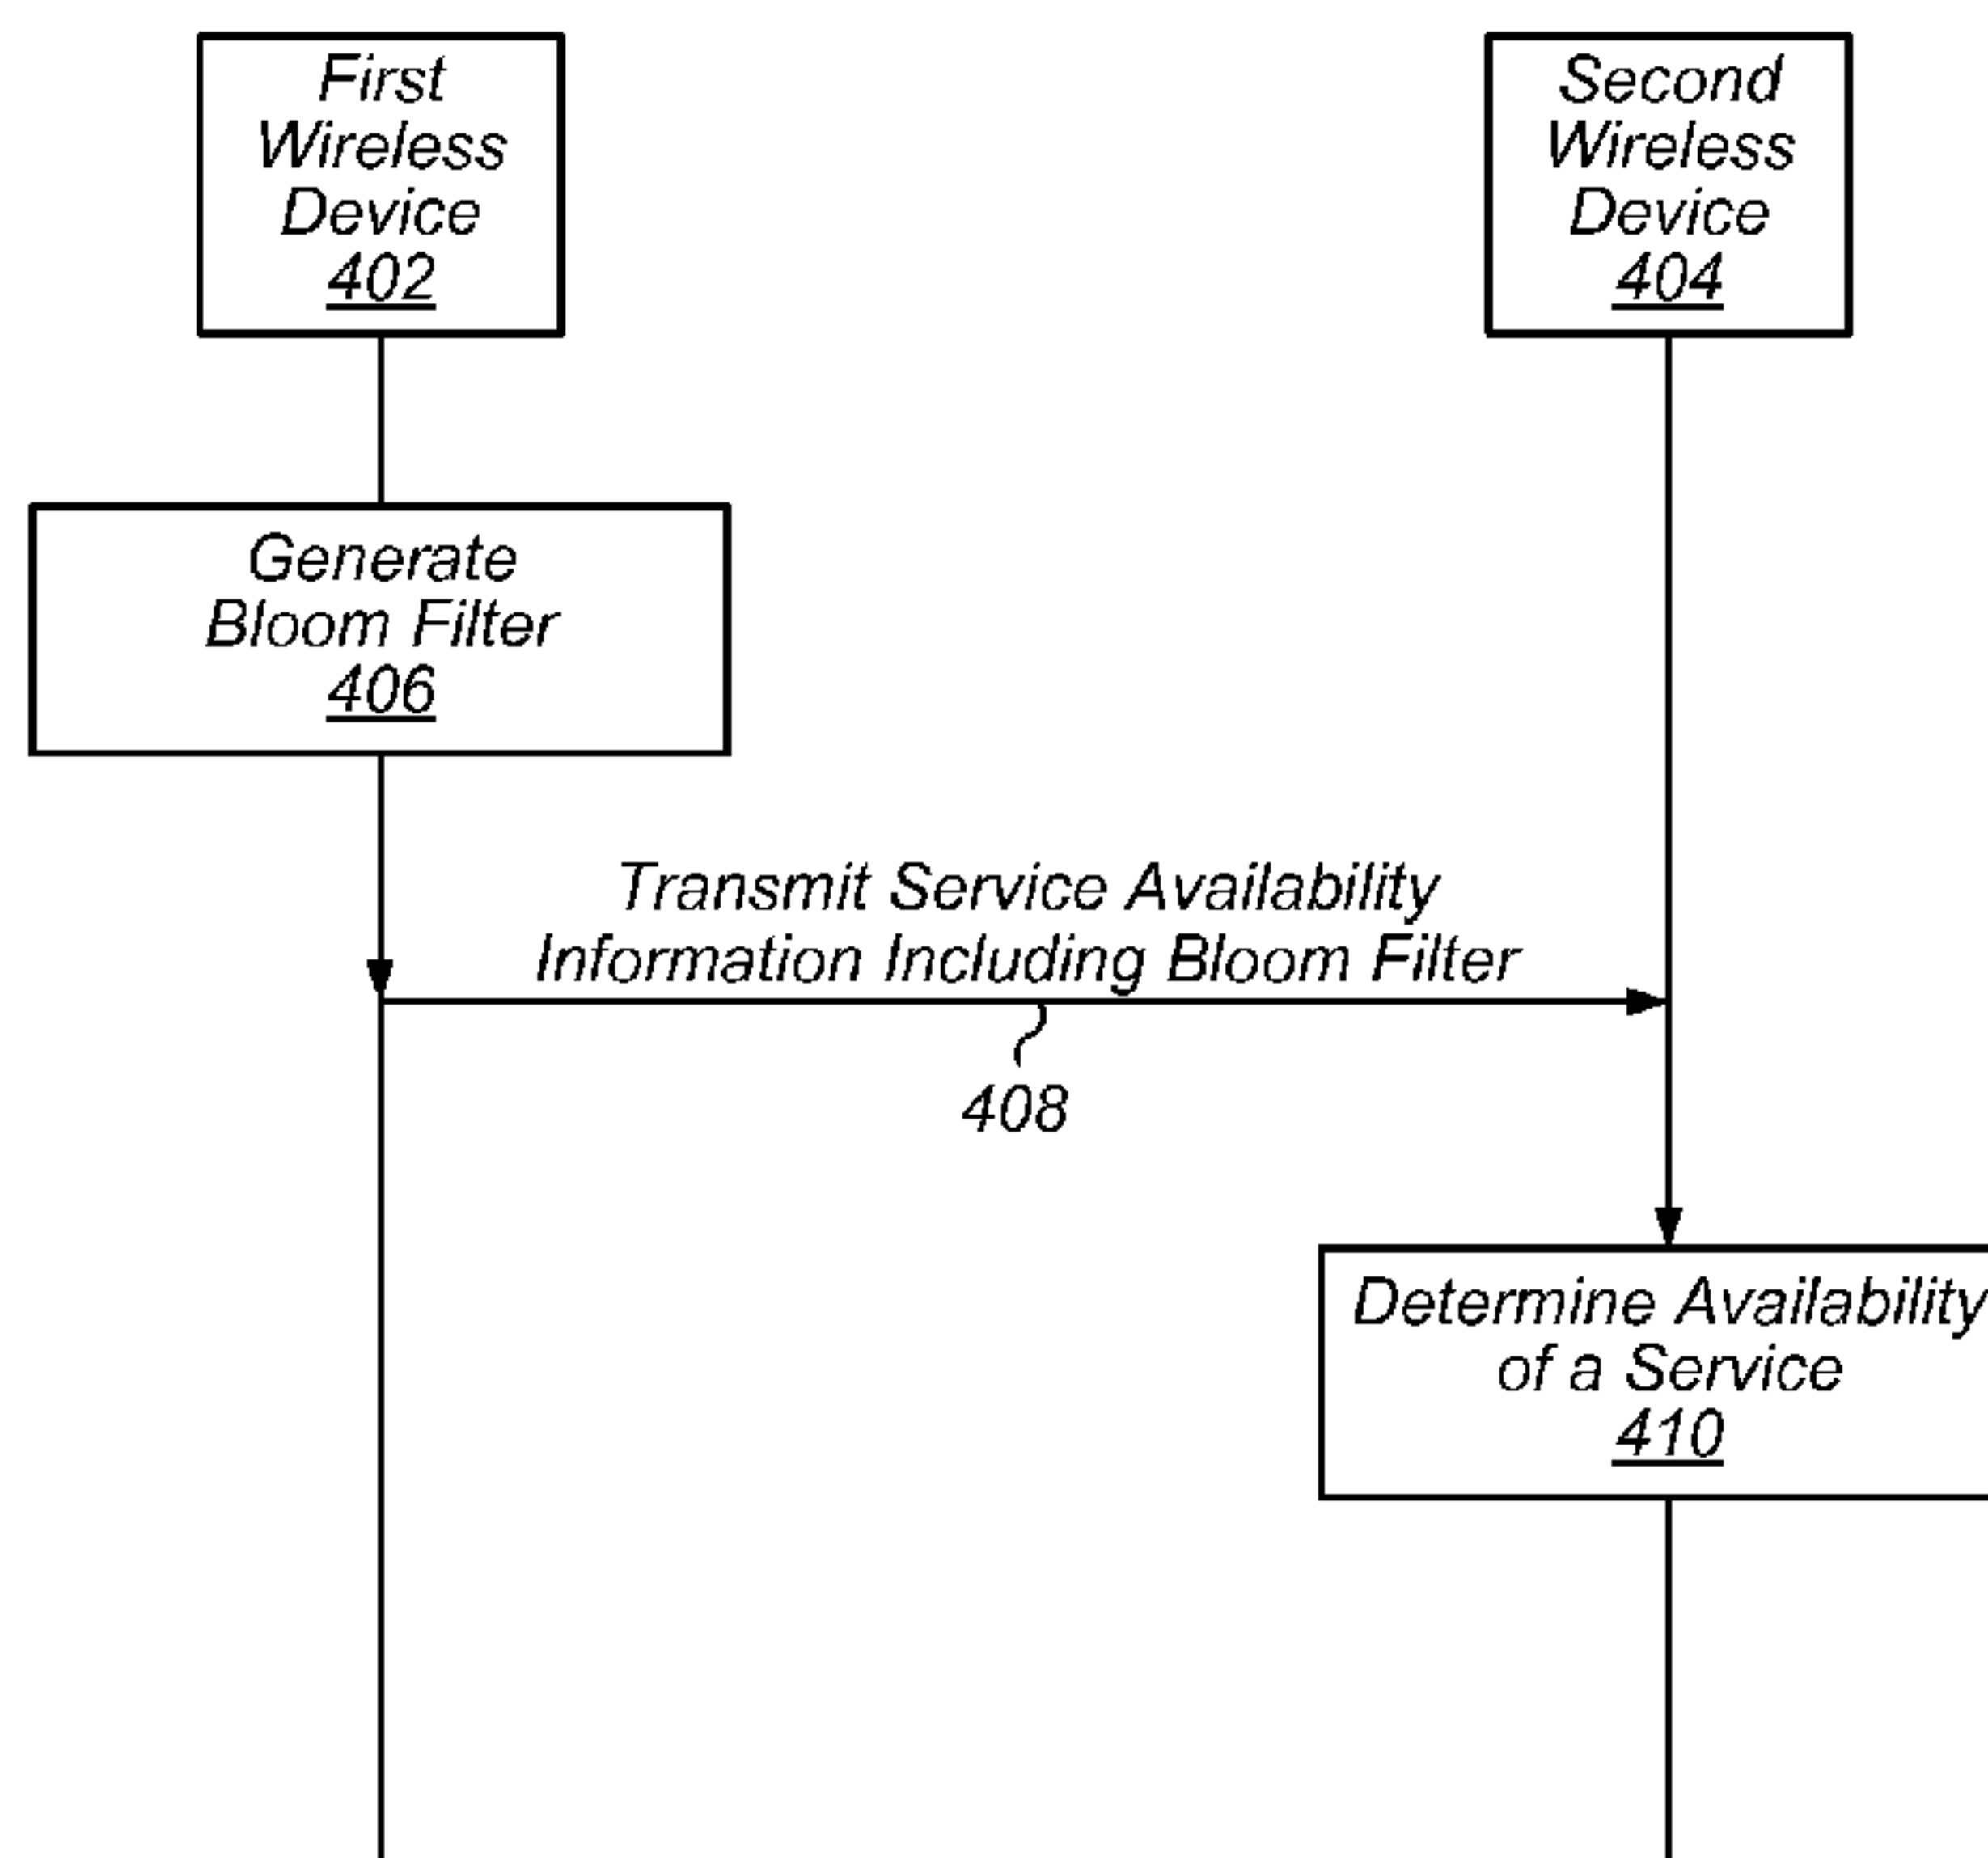 First
Wireless
Device
402
Second
Wireless
Device
404
Generate
Bloom Filter
406
Transmit Service Availability
Information Including Bloom Filter
408
Determine Availability
of a Service
410